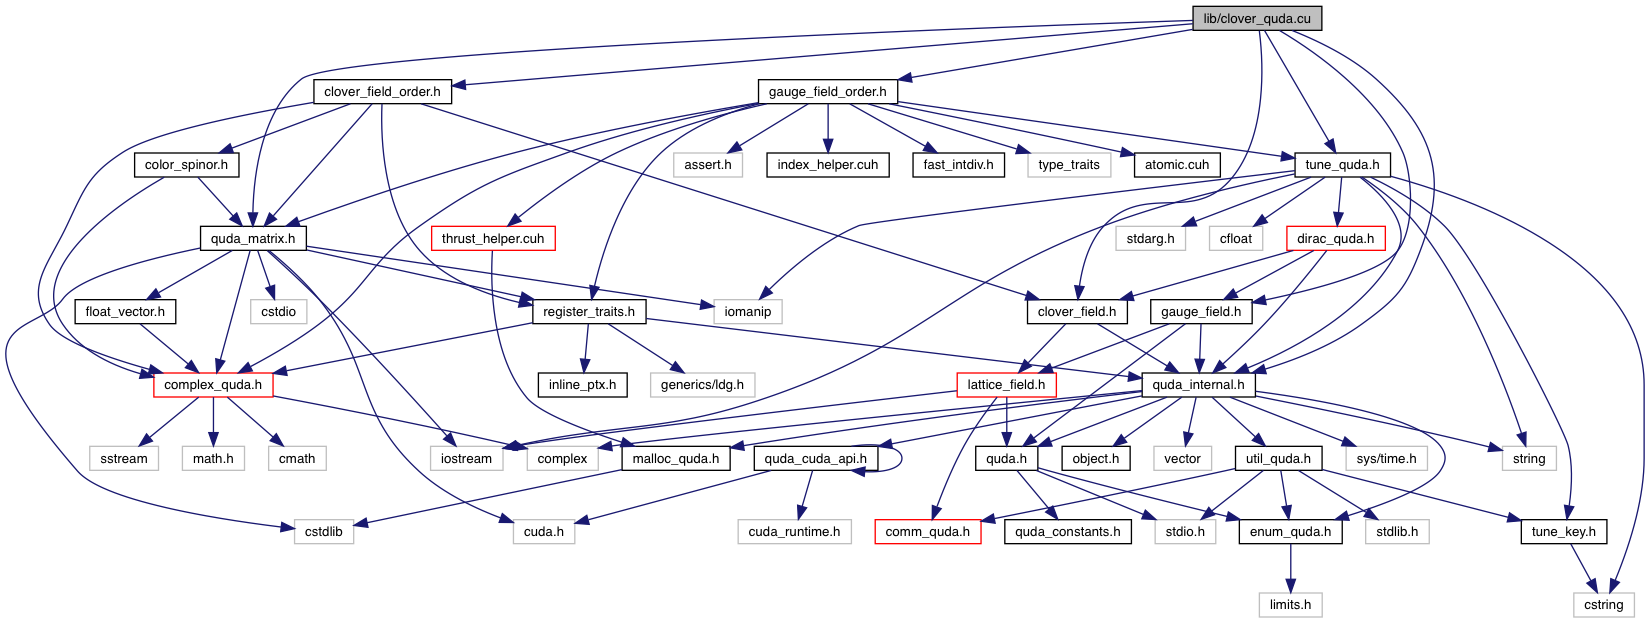 lib/clover_quda.cu
clover_field_order.h
gauge_field_order.h
color_spinor.h
assert.h
index_helper.cuh
fast_intdiv.h
type_traits
atomic.cuh
tune_quda.h
quda_matrix.h
thrust_helper.cuh
stdarg.h
cfloat
dirac_quda.h
float_vector.h
cstdio
register_traits.h
iomanip
clover_field.h
gauge_field.h
complex_quda.h
inline_ptx.h
generics/ldg.h
lattice_field.h
quda_internal.h
sstream
math.h
cmath
iostream
complex
malloc_quda.h
quda_cuda_api.h
quda.h
object.h
vector
util_quda.h
sys/time.h
string
cstdlib
cuda.h
cuda_runtime.h
comm_quda.h
quda_constants.h
stdio.h
enum_quda.h
stdlib.h
tune_key.h
limits.h
cstring